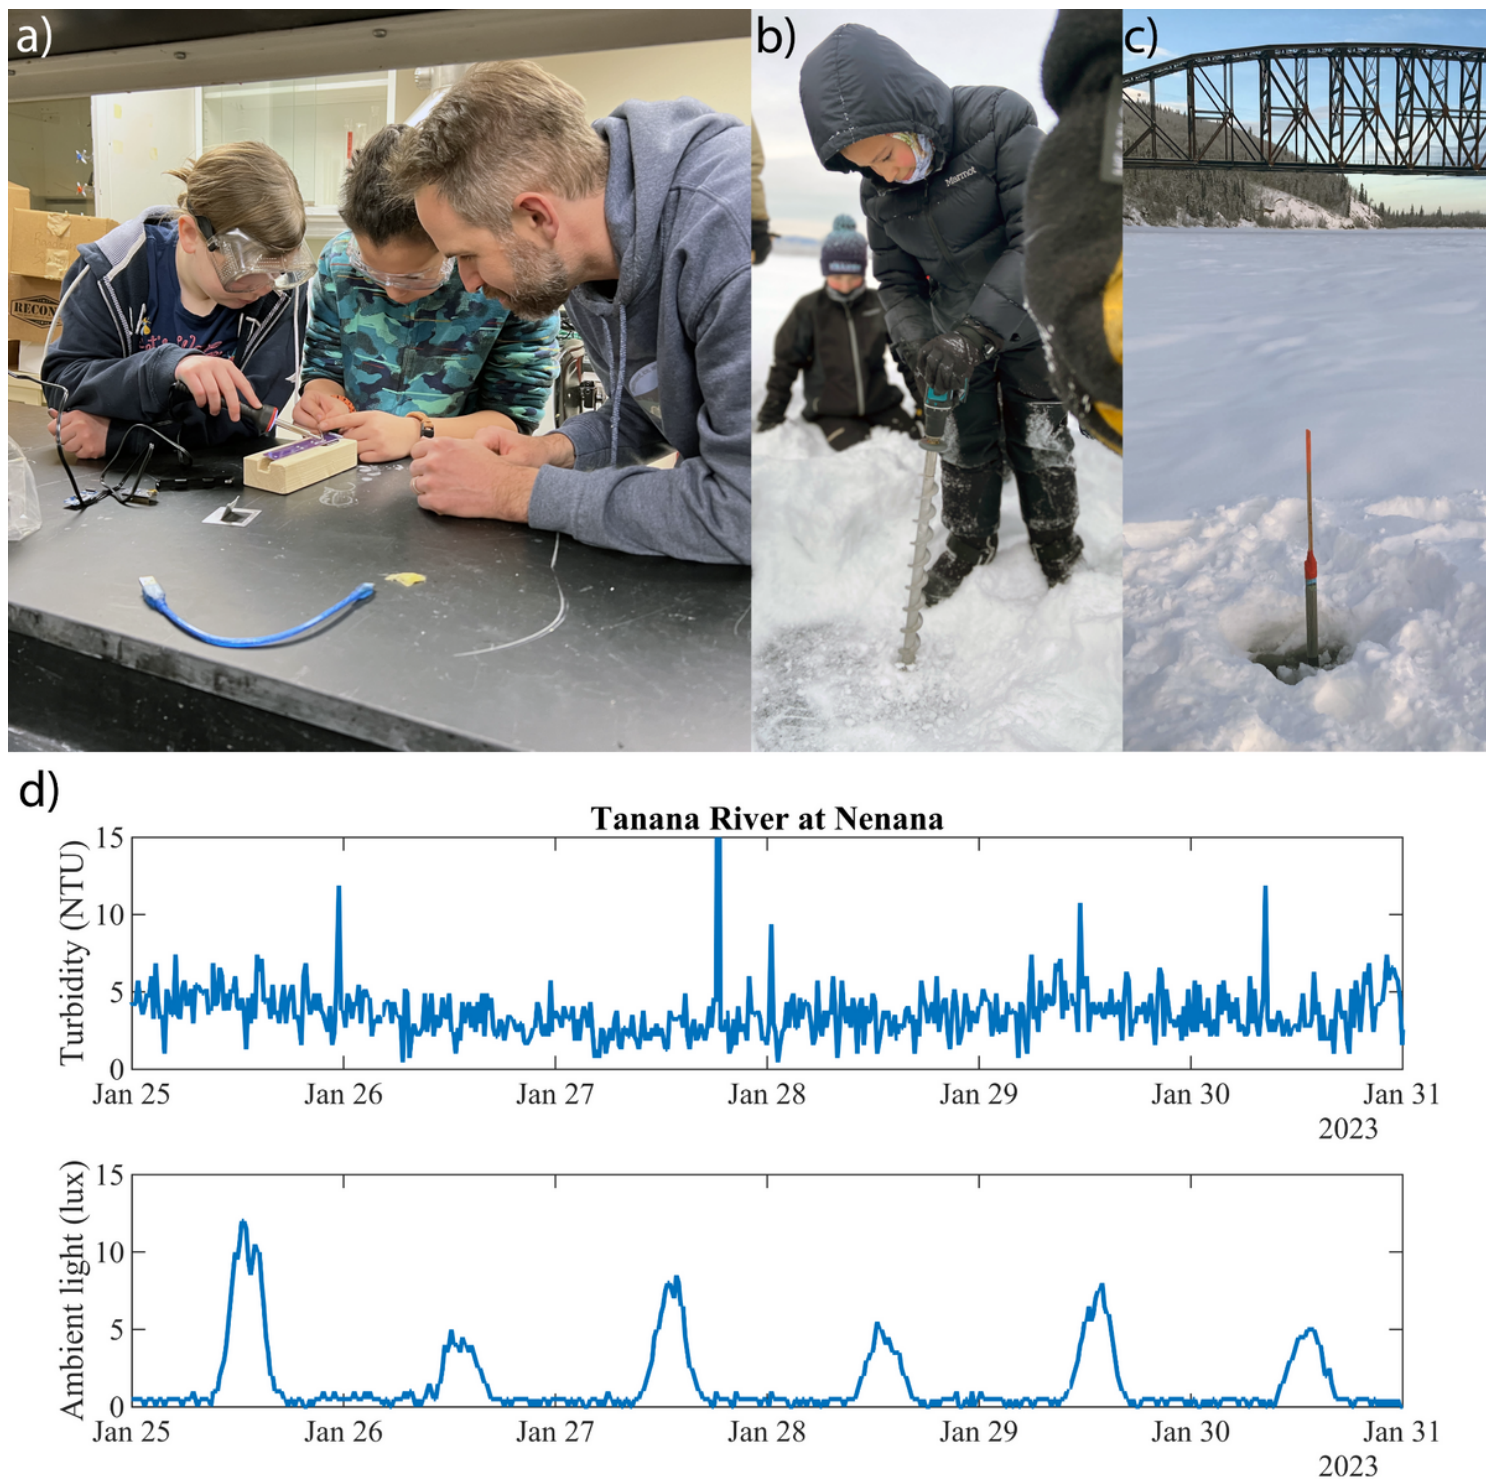 a)
b)
c)
RECON
Marmot
d)
Tanana River at Nenana
Turbidity (NTU)
15
10
5
0
Jan 25 Jan 26 Jan 27 Jan 28 Jan 29 Jan 30 Jan 31
2023
Ambient light (lux)
15
10
5
0
Jan 25 Jan 26 Jan 27 Jan 28 Jan 29 Jan 30 Jan 31
2023